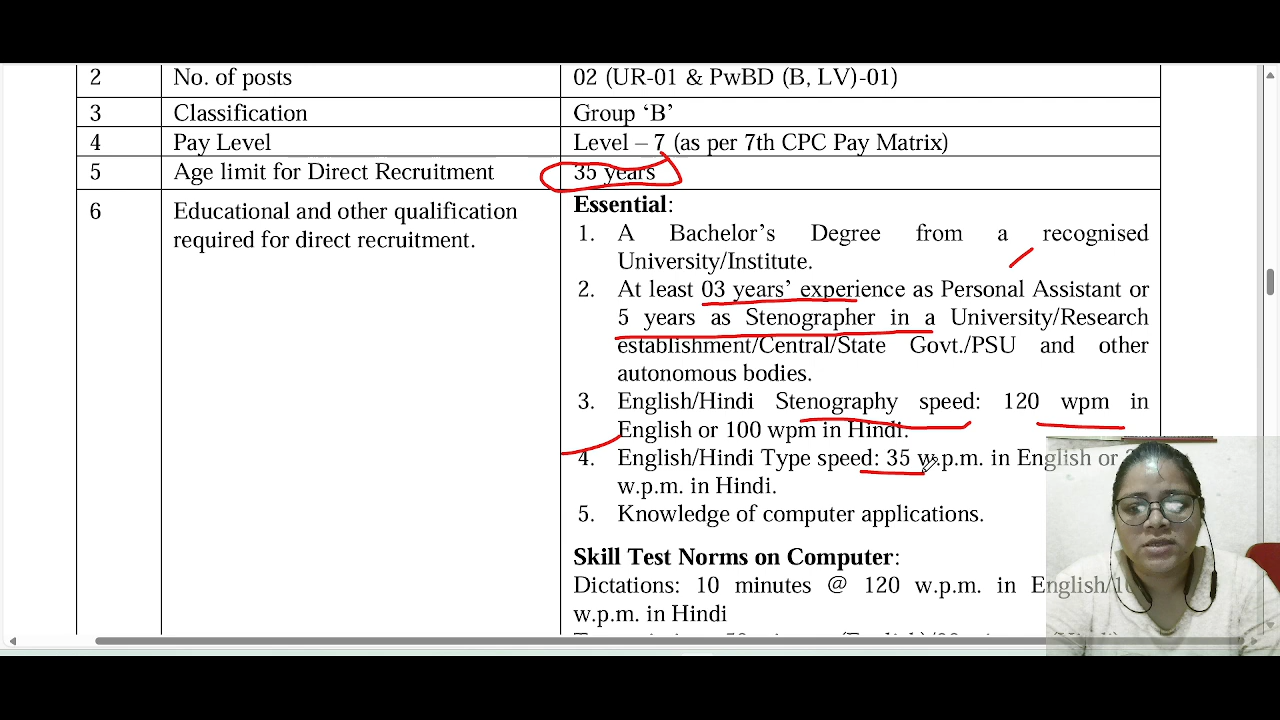 2 No. of posts 02 (UR-01 & PwBD (B, LV)-01)
3 Classification Group ‘B’
4 Pay Level Level – 7 (as per 7th CPC Pay Matrix)
5 Age limit for Direct Recruitment 35 years
6 Educational and other qualification required for direct recruitment.
Essential:
1. A Bachelor’s Degree from a recognised
University/Institute.
2. At least 03 years’ experience as Personal Assistant or
5 years as Stenographer in a University/Research
establishment/Central/State Govt./PSU and other
autonomous bodies.
3. English/Hindi Stenography speed: 120 wpm in
English or 100 wpm in Hindi.
4. English/Hindi Type speed: 35 w.p.m. in English or
w.p.m. in Hindi.
5. Knowledge of computer applications.
Skill Test Norms on Computer:
Dictations: 10 minutes @ 120 w.p.m. in English/
w.p.m. in Hindi